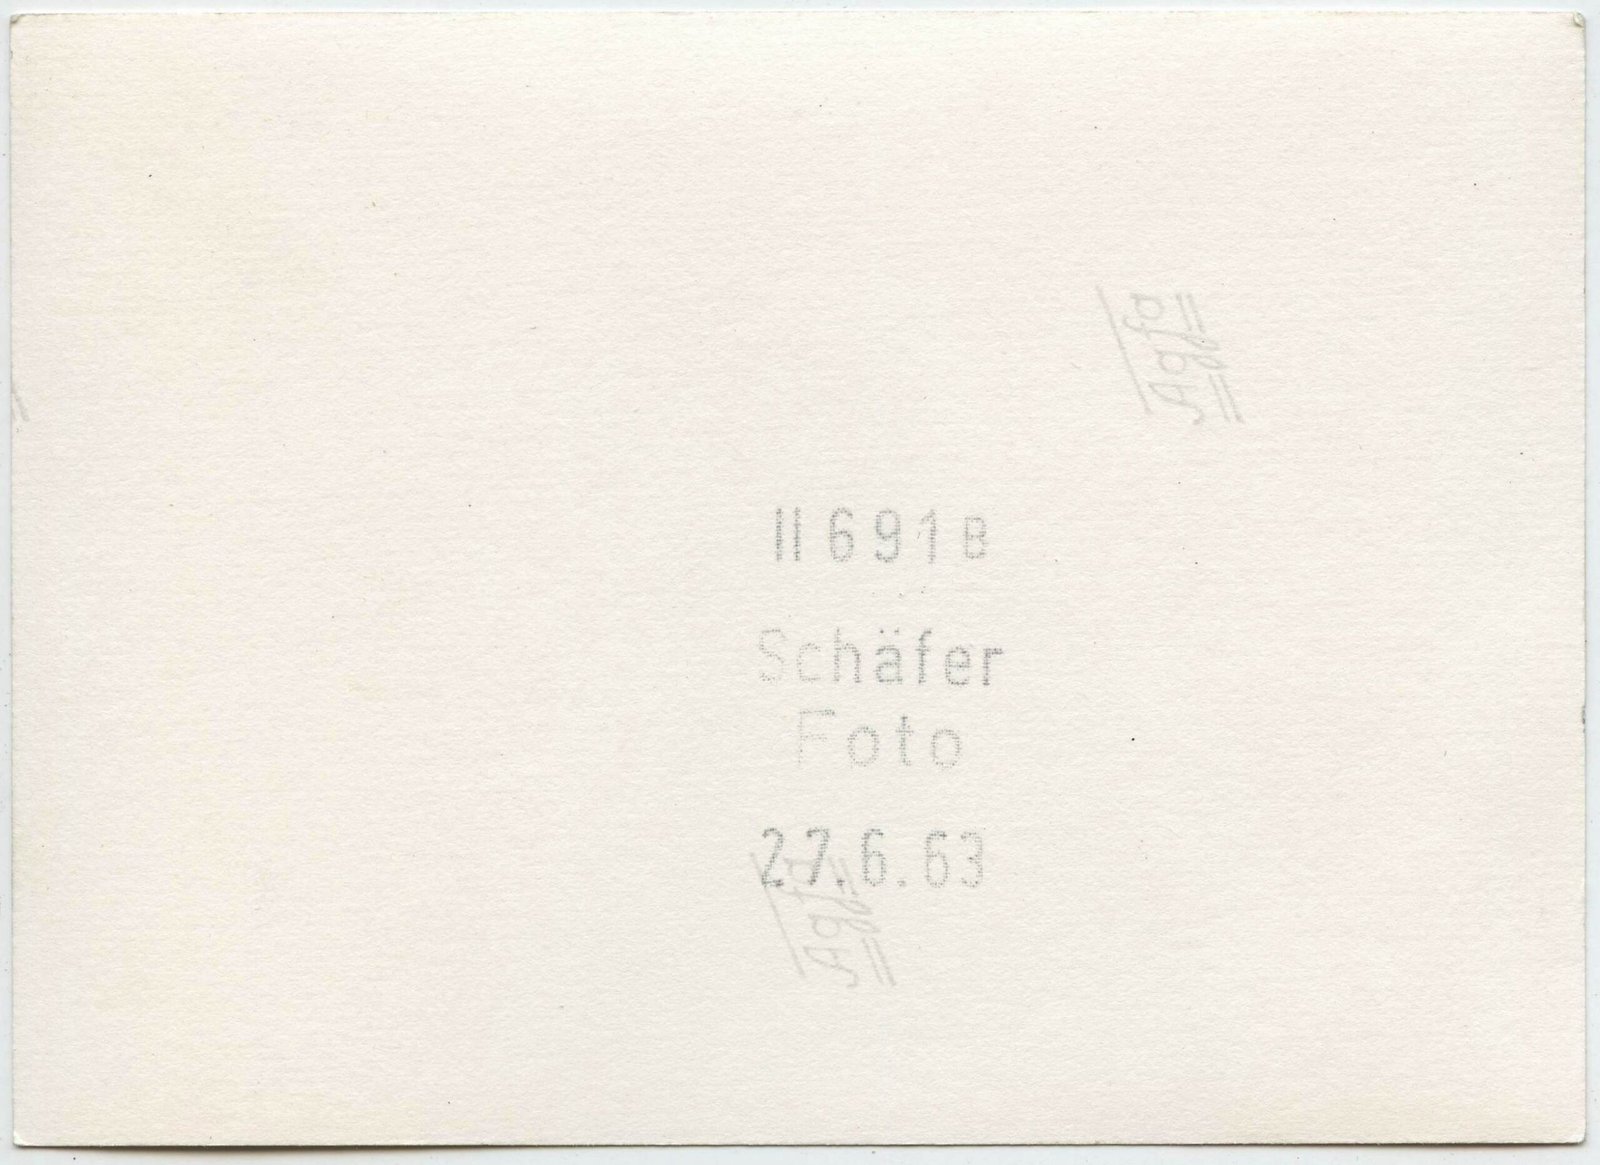 Agfa
II 691 B
Schäfer
Foto
27.6.63
Agfa